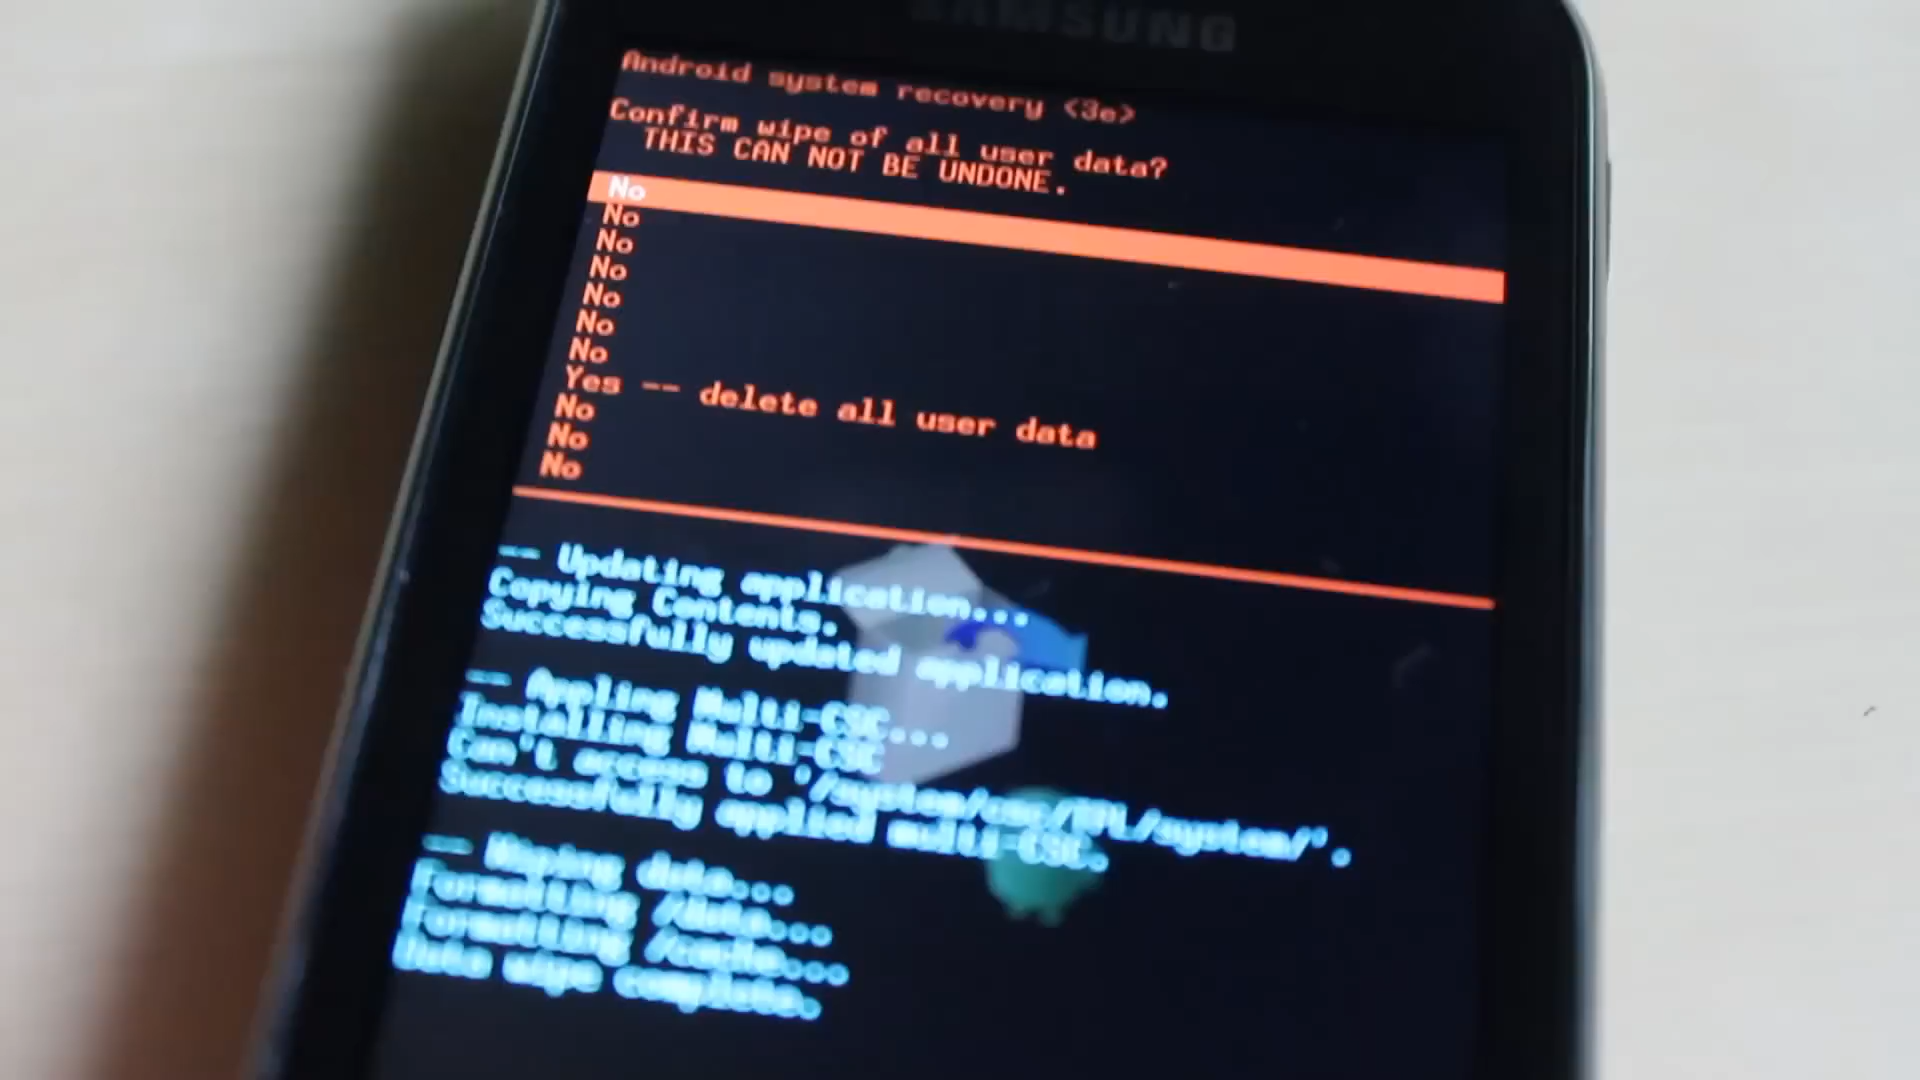 SAMSUNG
Android system recovery <3e>
Confirm wipe of all user data?
THIS CAN NOT BE UNDONE.
No
No
No
No
No
No
No
Yes -- delete all user data
No
No
No
-- Updating application...
Copying Contents.
Successfully updated application.
-- Appling Multi-CSC...
Installing Multi-CSC
Can't access to '/system/csc/ /system/'.
Successfully applied multi-CSC.
-- Wiping data...
Formatting /data...
Formatting /cache...
Data wipe complete.